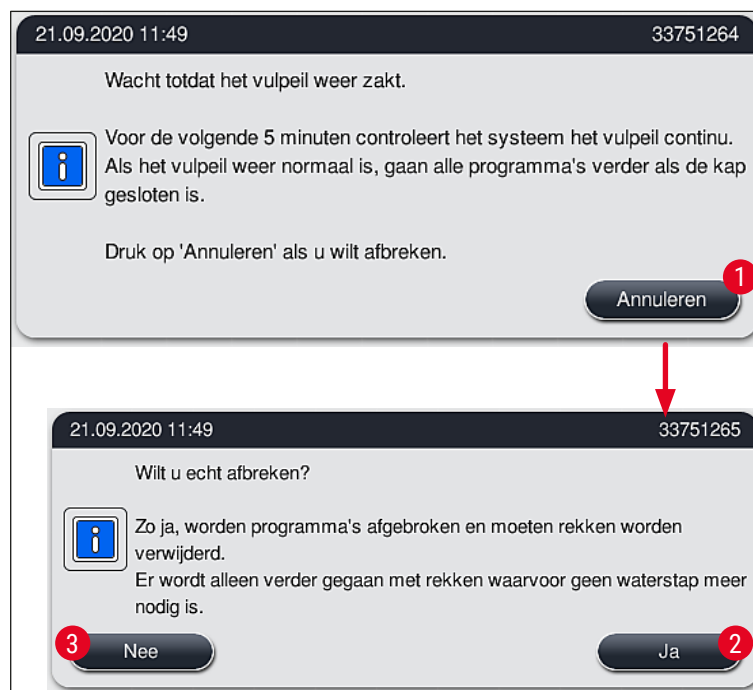 21.09.2020 11:49 33751264
Wacht totdat het vulpeil weer zakt.
Voor de volgende 5 minuten controleert het systeem het vulpeil continu.
Als het vulpeil weer normaal is, gaan alle programma's verder als de kap
gesloten is.
Druk op 'Annuleren' als u wilt afbreken.
1
Annuleren
21.09.2020 11:49 33751265
Wilt u echt afbreken?
Zo ja, worden programma's afgebroken en moeten rekken worden
verwijderd.
Er wordt alleen verder gegaan met rekken waarvoor geen waterstap meer
nodig is.
3 Nee Ja 2